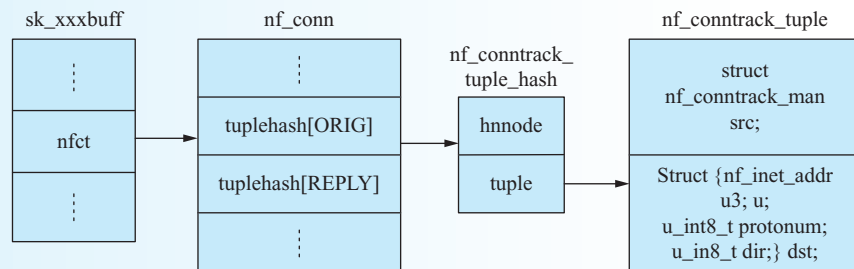 sk_xxxbuff
nfct
nf_conn
tuplehash[ORIG]
tuplehash[REPLY]
nf_conntrack_
tuple_hash
hnnode
tuple
nf_conntrack_tuple
struct
nf_conntrack_man
src;
Struct {nf_inet_addr
u3; u;
u_int8_t protonum;
u_in8_t dir;} dst;